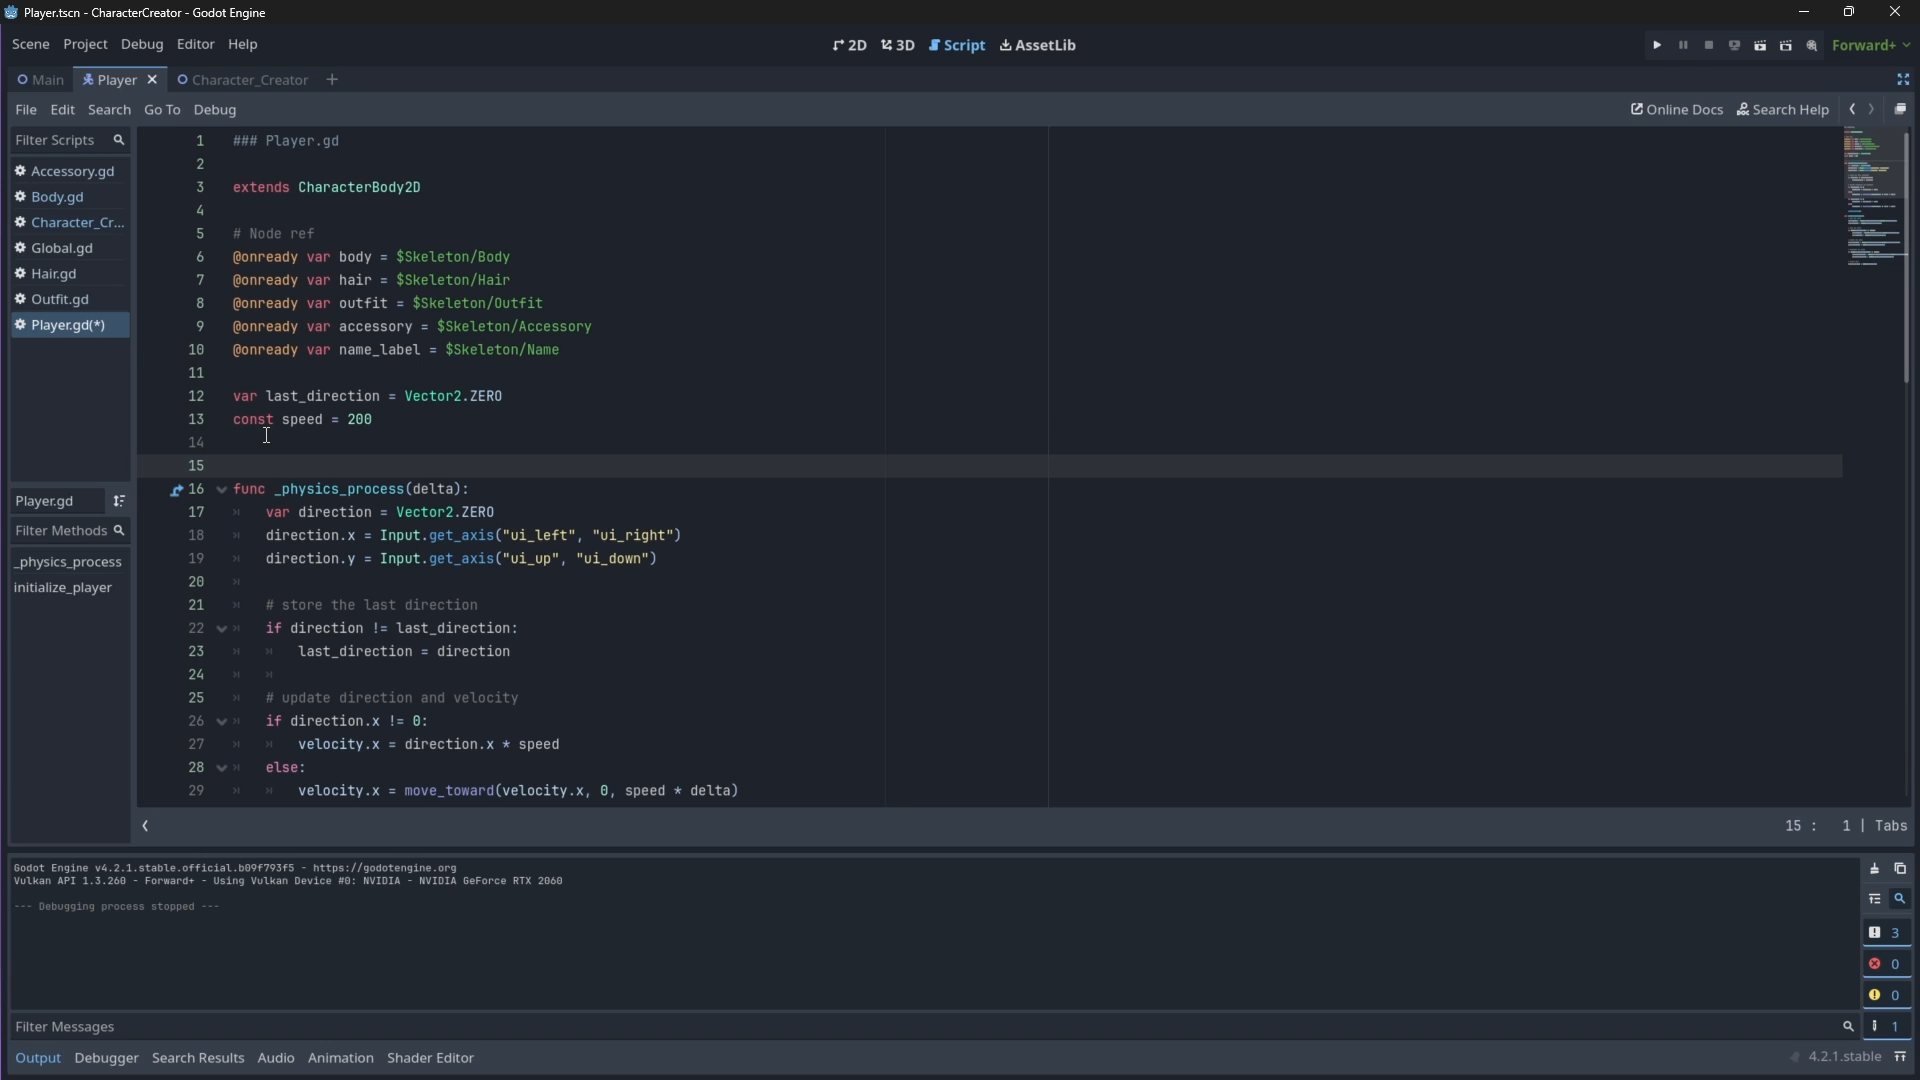 Player.tscn - CharacterCreator - Godot Engine
Scene Project Debug Editor Help
2D 3D Script AssetLib
Forward+
Main Player Character_Creator
File Edit Search Go To Debug
Online Docs Search Help
Filter Scripts
Accessory.gd
Body.gd
Character_Cr...
Global.gd
Hair.gd
Outfit.gd
Player.gd(*)
Player.gd
Filter Methods
_physics_process
initialize_player
1 ### Player.gd
2
3 extends CharacterBody2D
4
5 # Node ref
6 @onready var body = $Skeleton/Body
7 @onready var hair = $Skeleton/Hair
8 @onready var outfit = $Skeleton/Outfit
9 @onready var accessory = $Skeleton/Accessory
10 @onready var name_label = $Skeleton/Name
11
12 var last_direction = Vector2.ZERO
13 const speed = 200
14
15
16 func _physics_process(delta):
17 var direction = Vector2.ZERO
18 direction.x = Input.get_axis("ui_left", "ui_right")
19 direction.y = Input.get_axis("ui_up", "ui_down")
20
21 # store the last direction
22 if direction != last_direction:
23 last_direction = direction
24
25 # update direction and velocity
26 if direction.x != 0:
27 velocity.x = direction.x * speed
28 else:
29 velocity.x = move_toward(velocity.x, 0, speed * delta)
15 : 1 | Tabs
Godot Engine v4.2.1.stable.official.b09f793f5 - https://godotengine.org
Vulkan API 1.3.260 - Forward+ - Using Vulkan Device #0: NVIDIA - NVIDIA GeForce RTX 2060
--- Debugging process stopped ---
3
0
0
1
Filter Messages
Output Debugger Search Results Audio Animation Shader Editor
4.2.1.stable